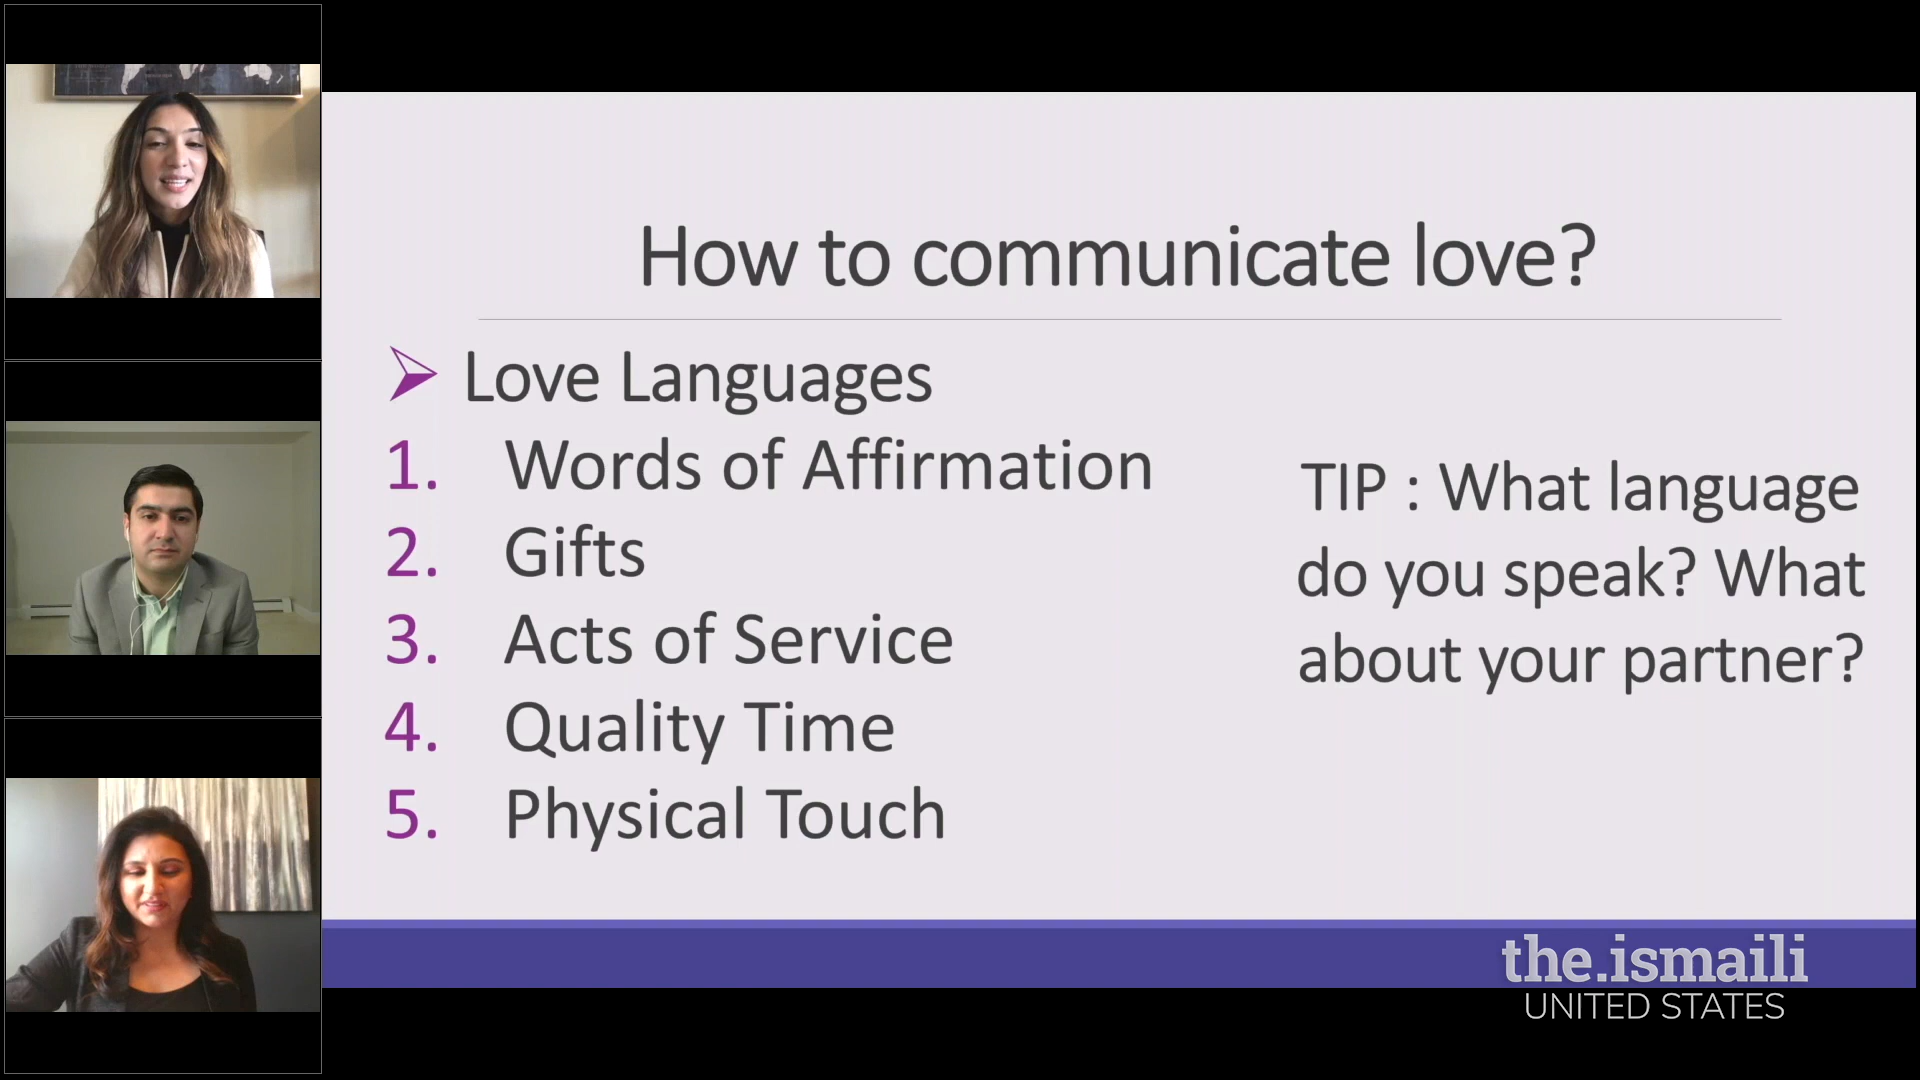 How to communicate love?
Love Languages
1. Words of Affirmation
2. Gifts
3. Acts of Service
4. Quality Time
5. Physical Touch
TIP : What language
do you speak? What
about your partner?
the.ismaili
UNITED STATES